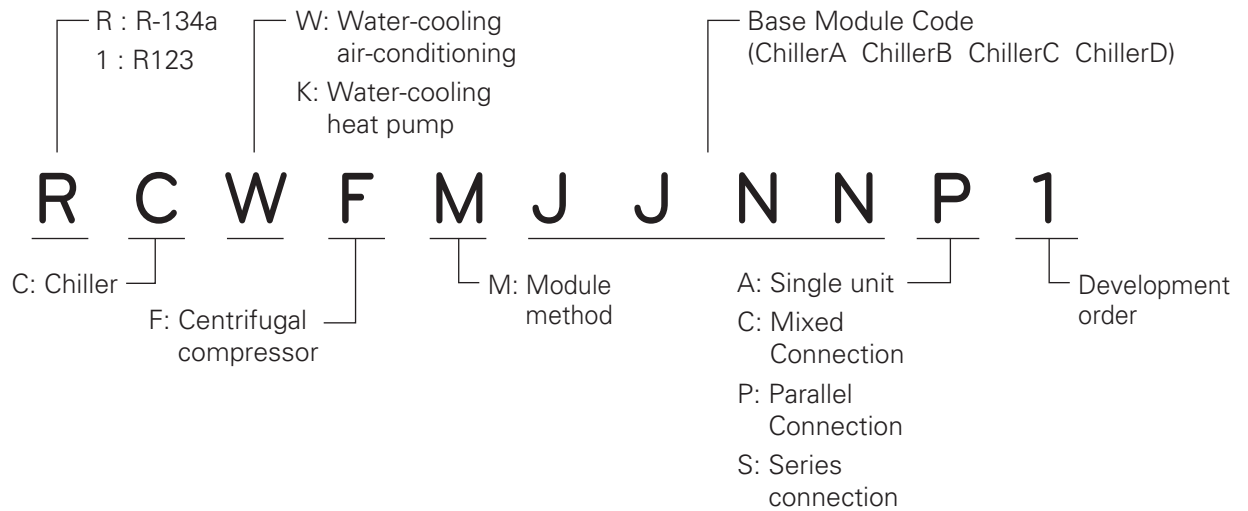 R : R-134a
1 : R123
W: Water-cooling
air-conditioning
K: Water-cooling
heat pump
Base Module Code
(ChillerA ChillerB ChillerC ChillerD)
R C W F M J J N N P 1
C: Chiller
F: Centrifugal
compressor
M: Module
method
A: Single unit
C: Mixed
Connection
P: Parallel
Connection
S: Series
connection
Development
order